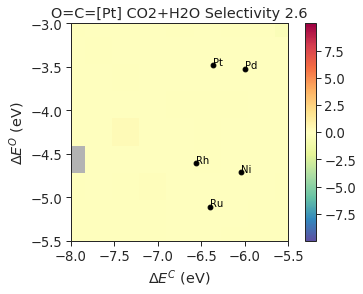 O=C=[Pt] CO2+H2O Selectivity 2.6
−3.0
−3.5
−4.0
−4.5
−5.0
−5.5
ΔE^O (eV)
Pt
Pd
Rh
Ni
Ru
−8.0 −7.5 −7.0 −6.5 −6.0 −5.5
ΔE^C (eV)
7.5
5.0
2.5
0.0
−2.5
−5.0
−7.5